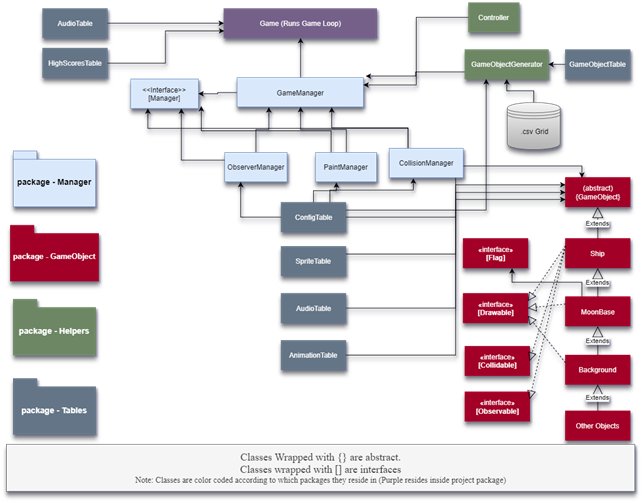 AudioTable
Game (Runs Game Loop)
Controller
HighScoresTable
GameObjectGenerator
GameObjectTable
<<Interface>>
[Manager]
GameManager
.csv Grid
ObserverManager
PaintManager
CollisionManager
package - Manager
(abstract)
{GameObject}
ConfigTable
Extends
package - GameObject
«interface»
[Flag]
Ship
SpriteTable
Extends
«interface»
[Drawable]
MoonBase
AudioTable
package - Helpers
Extends
AnimationTable
«interface»
[Collidable]
Background
Extends
package - Tables
«interface»
[Observable]
Other Objects
Classes Wrapped with {} are abstract.
Classes wrapped with [] are interfaces
Note: Classes are color coded according to which packages they reside in (Purple resides inside project package)